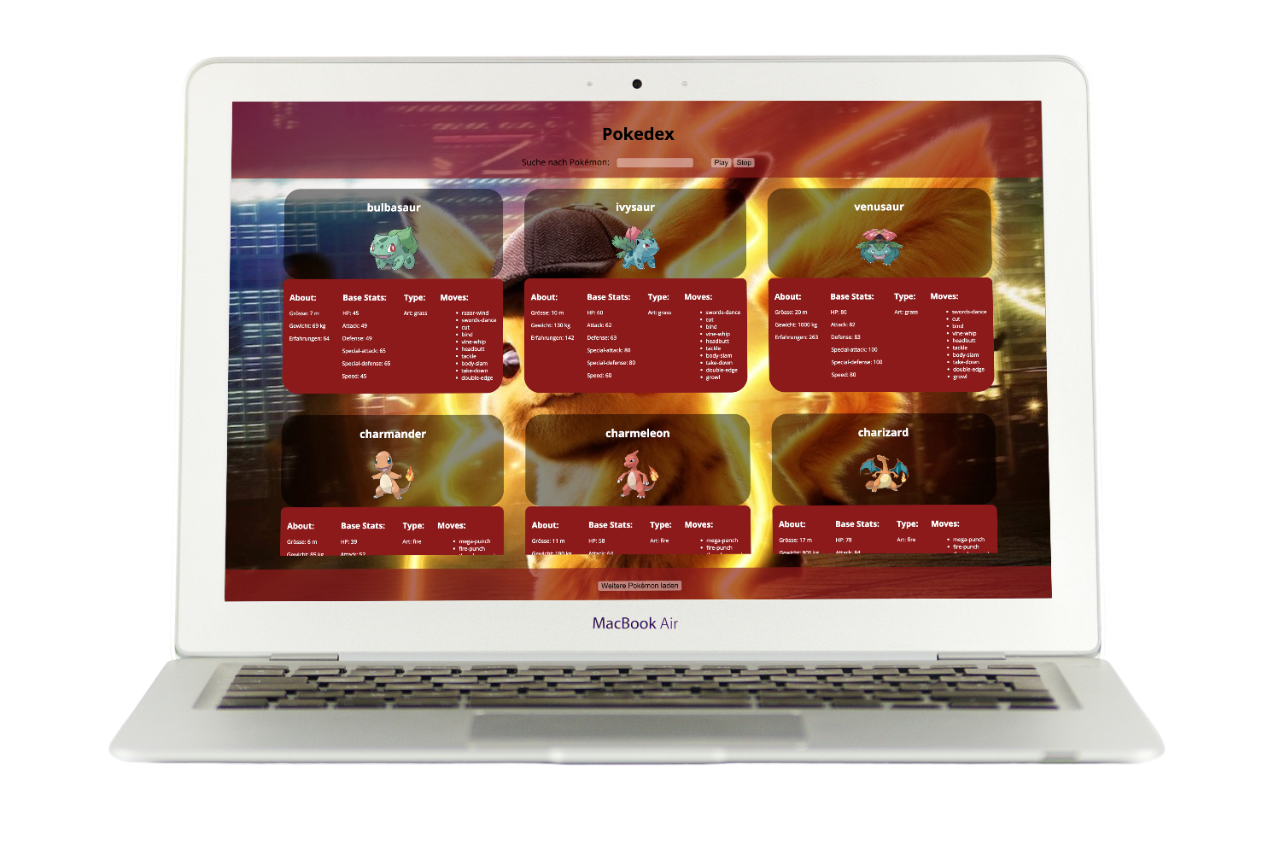 Pokedex
Suche nach Pokémon:
Play Stop
bulbasaur
About: Base Stats: Type: Moves:
Grösse: 7 m
Gewicht: 69 kg
Erfahrungen: 64
HP: 45
Attack: 49
Defense: 49
Special-attack: 65
Special-defense: 65
Speed: 45
Art: grass
razor-wind
swords-dance
cut
bind
vine-whip
headbutt
tackle
body-slam
take-down
double-edge
ivysaur
About: Base Stats: Type: Moves:
Grösse: 10 m
Gewicht: 130 kg
Erfahrungen: 142
HP: 60
Attack: 62
Defense: 63
Special-attack: 80
Special-defense: 80
Speed: 60
Art: grass
swords-dance
cut
bind
vine-whip
headbutt
tackle
body-slam
take-down
double-edge
growl
venusaur
About: Base Stats: Type: Moves:
Grösse: 20 m
Gewicht: 1000 kg
Erfahrungen: 263
HP: 80
Attack: 82
Defense: 83
Special-attack: 100
Special-defense: 100
Speed: 80
Art: grass
swords-dance
cut
bind
vine-whip
headbutt
tackle
body-slam
take-down
double-edge
growl
charmander
About: Base Stats: Type: Moves:
Grösse: 6 m
Gewicht: 85 kg
HP: 39
Attack: 52
Art: fire
mega-punch
fire-punch
charmeleon
About: Base Stats: Type: Moves:
Grösse: 11 m
Gewicht: 190 kg
HP: 58
Attack: 64
Art: fire
mega-punch
fire-punch
charizard
About: Base Stats: Type: Moves:
Grösse: 17 m
Gewicht: 905 kg
HP: 78
Attack: 84
Art: fire
mega-punch
fire-punch
Weitere Pokémon laden
MacBook Air